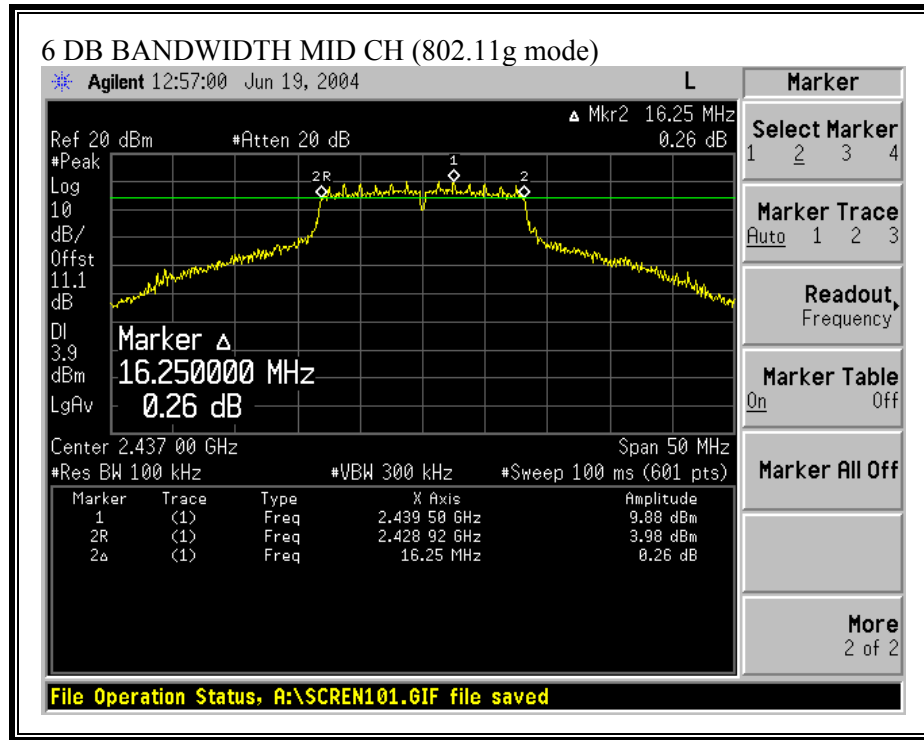 6 DB BANDWIDTH MID CH (802.11g mode)
Agilent 12:57:00 Jun 19, 2004 L
Δ Mkr2 16.25 MHz
Ref 20 dBm #Atten 20 dB 0.26 dB
#Peak
Log
10
dB/
Offst
11.1
dB
DI
3.9
dBm
LgAv
2R
1
2
Marker Δ
16.250000 MHz
0.26 dB
Center 2.437 00 GHz Span 50 MHz
#Res BW 100 kHz #VBW 300 kHz #Sweep 100 ms (601 pts)
Marker Trace Type X Axis Amplitude
1 (1) Freq 2.439 50 GHz 9.88 dBm
2R (1) Freq 2.428 92 GHz 3.98 dBm
2Δ (1) Freq 16.25 MHz 0.26 dB
Marker
Select Marker
1 2 3 4
Marker Trace
Auto 1 2 3
Readout
Frequency
Marker Table
On Off
Marker All Off
More
2 of 2
File Operation Status, A:\SCREN101.GIF file saved